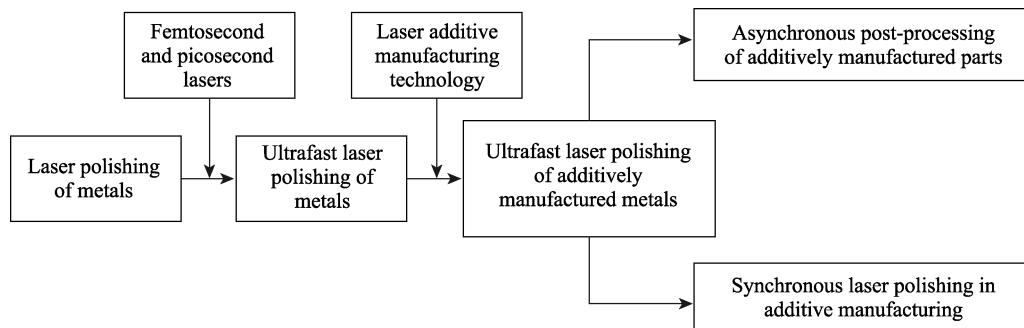 Femtosecond
and picosecond
lasers
Laser additive
manufacturing
technology
Asynchronous post-processing
of additively manufactured parts
Laser polishing
of metals
Ultrafast laser
polishing of
metals
Ultrafast laser polishing
of additively
manufactured metals
Synchronous laser polishing in
additive manufacturing